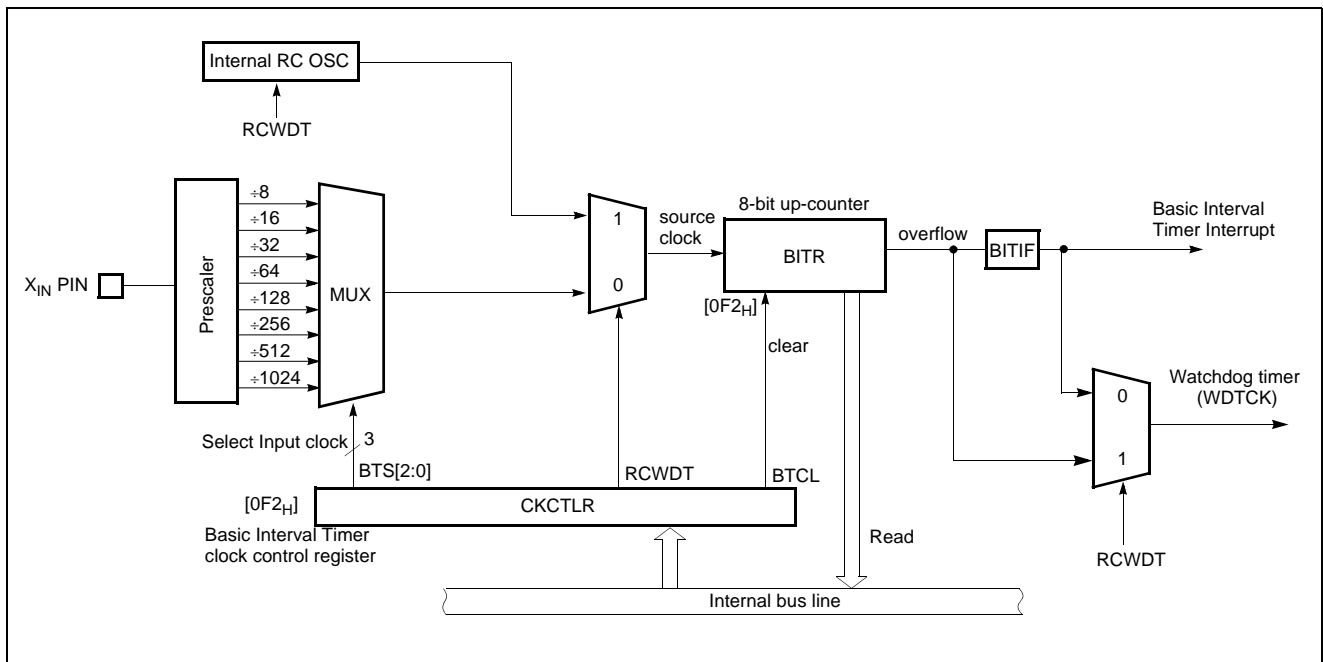 Internal RC OSC
RCWDT
XIN PIN
Prescaler
÷8
÷16
÷32
÷64
÷128
÷256
÷512
÷1024
MUX
Select Input clock
3
BTS[2:0]
1
0
source
clock
8-bit up-counter
BITR
[0F2H]
clear
overflow
BITIF
Basic Interval
Timer Interrupt
0
1
Watchdog timer
(WDTCK)
RCWDT
RCWDT
BTCL
[0F2H]
CKCTLR
Basic Interval Timer
clock control register
Read
Internal bus line